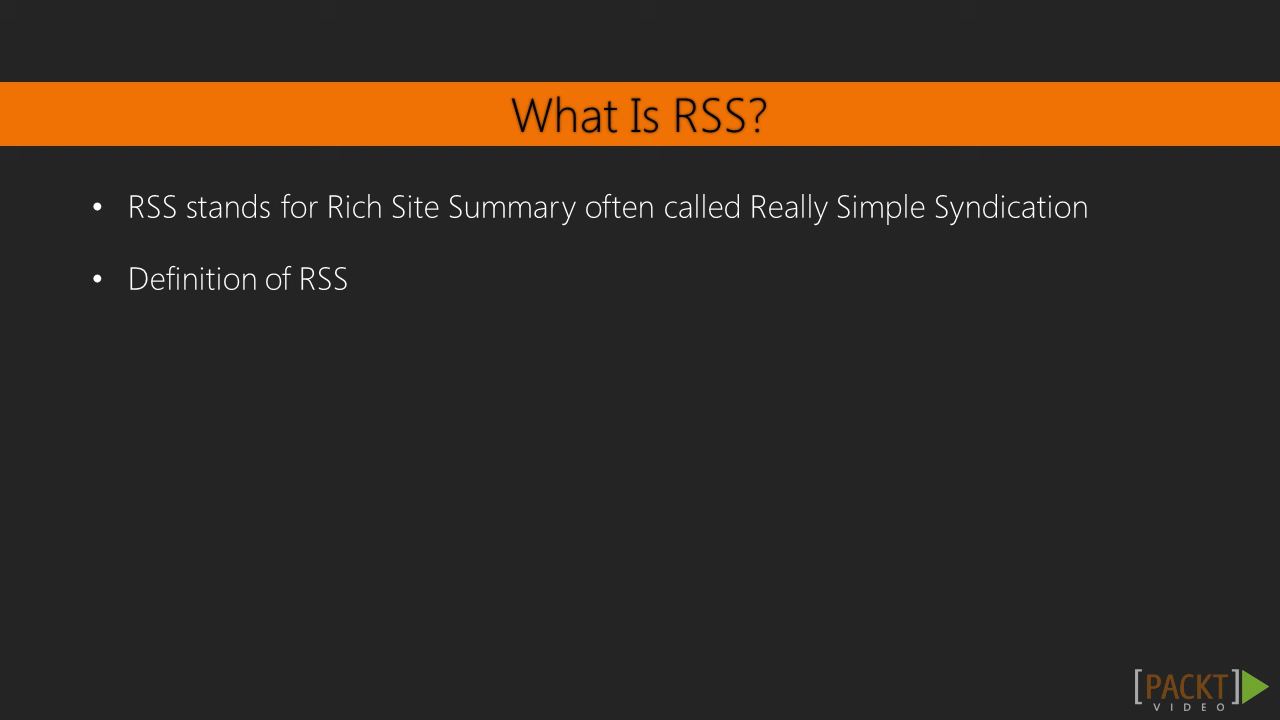 What Is RSS?
• RSS stands for Rich Site Summary often called Really Simple Syndication
• Definition of RSS
[PACKT]
VIDEO